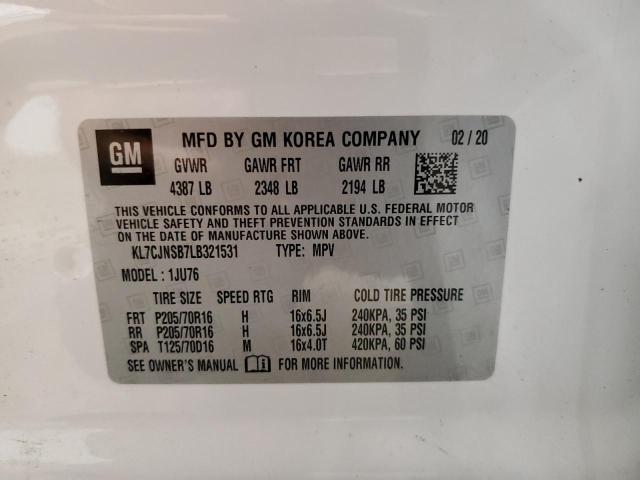 GM MFD BY GM KOREA COMPANY 02 / 20
GVWR GAWR FRT GAWR RR
4387 LB 2348 LB 2194 LB
THIS VEHICLE CONFORMS TO ALL APPLICABLE U.S. FEDERAL MOTOR
VEHICLE SAFETY AND THEFT PREVENTION STANDARDS IN EFFECT
ON THE DATE OF MANUFACTURE SHOWN ABOVE.
KL7CJNSB7LB321531 TYPE: MPV
MODEL : 1JU76
TIRE SIZE SPEED RTG RIM COLD TIRE PRESSURE
FRT P205/70R16 H 16x6.5J 240KPA, 35 PSI
RR P205/70R16 H 16x6.5J 240KPA, 35 PSI
SPA T125/70D16 M 16x4.0T 420KPA, 60 PSI
SEE OWNER'S MANUAL FOR MORE INFORMATION.